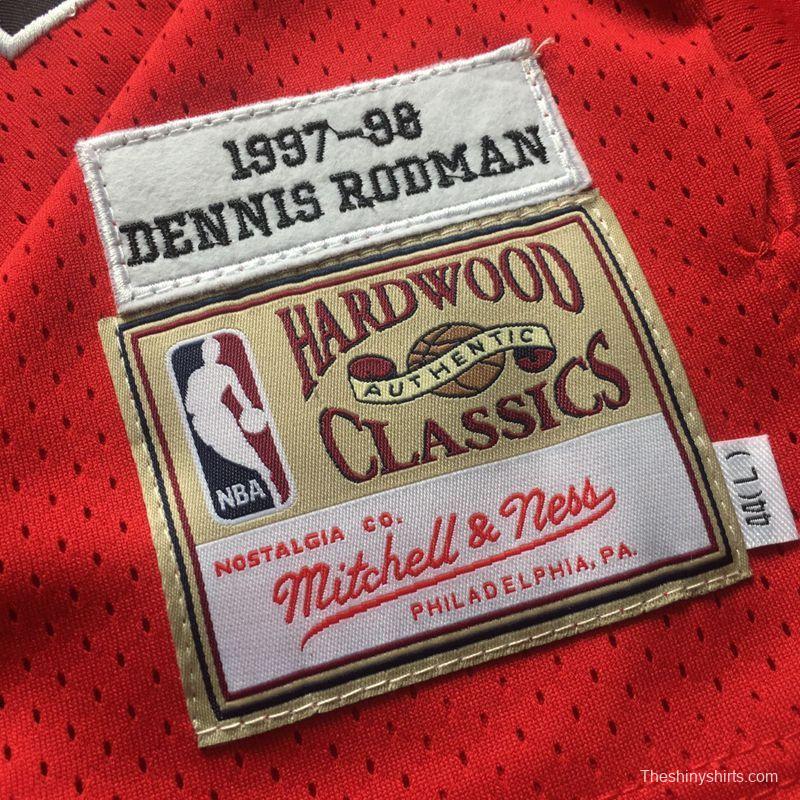 1997-98
DENNIS RODMAN
HARDWOOD
AUTHENTIC
CLASSICS
NBA
NOSTALGIA CO.
Mitchell & Ness
PHILADELPHIA, PA.
44(L)
Theshinyshirts.com